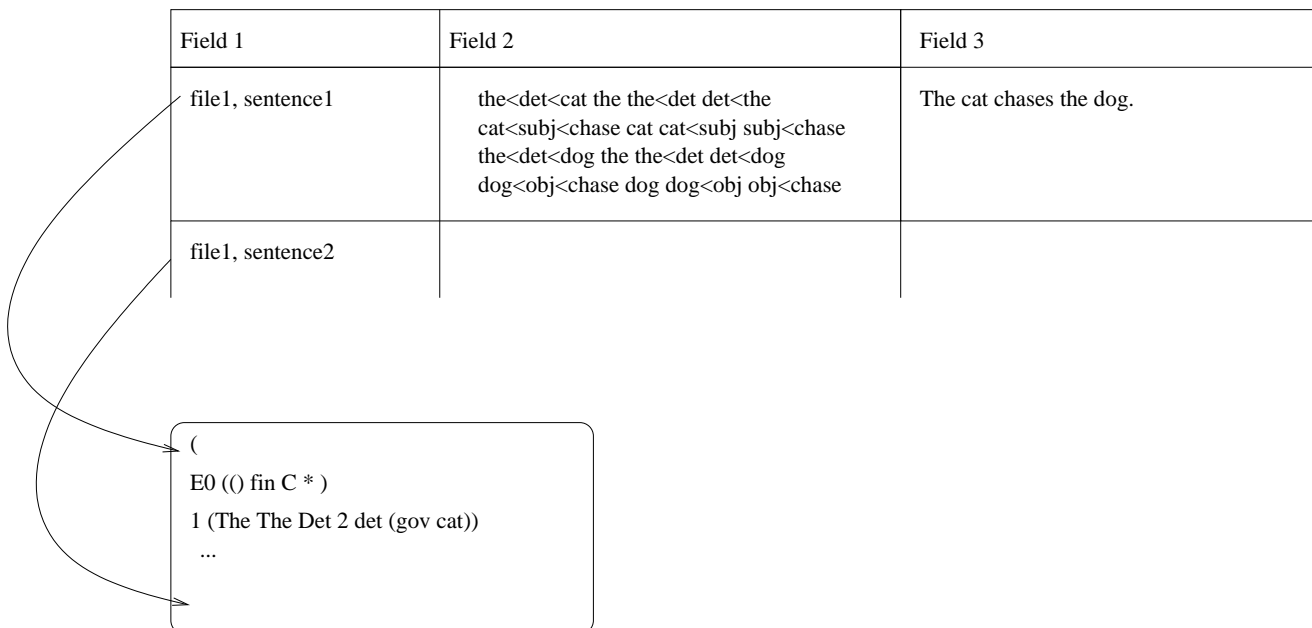 Field 1
Field 2
Field 3
file1, sentence1
the<det<cat the the<det det<the
cat<subj<chase cat cat<subj subj<chase
the<det<dog the the<det det<dog
dog<obj<chase dog dog<obj obj<chase
The cat chases the dog.
file1, sentence2
(
E0 (() fin C * )
1 (The The Det 2 det (gov cat))
...